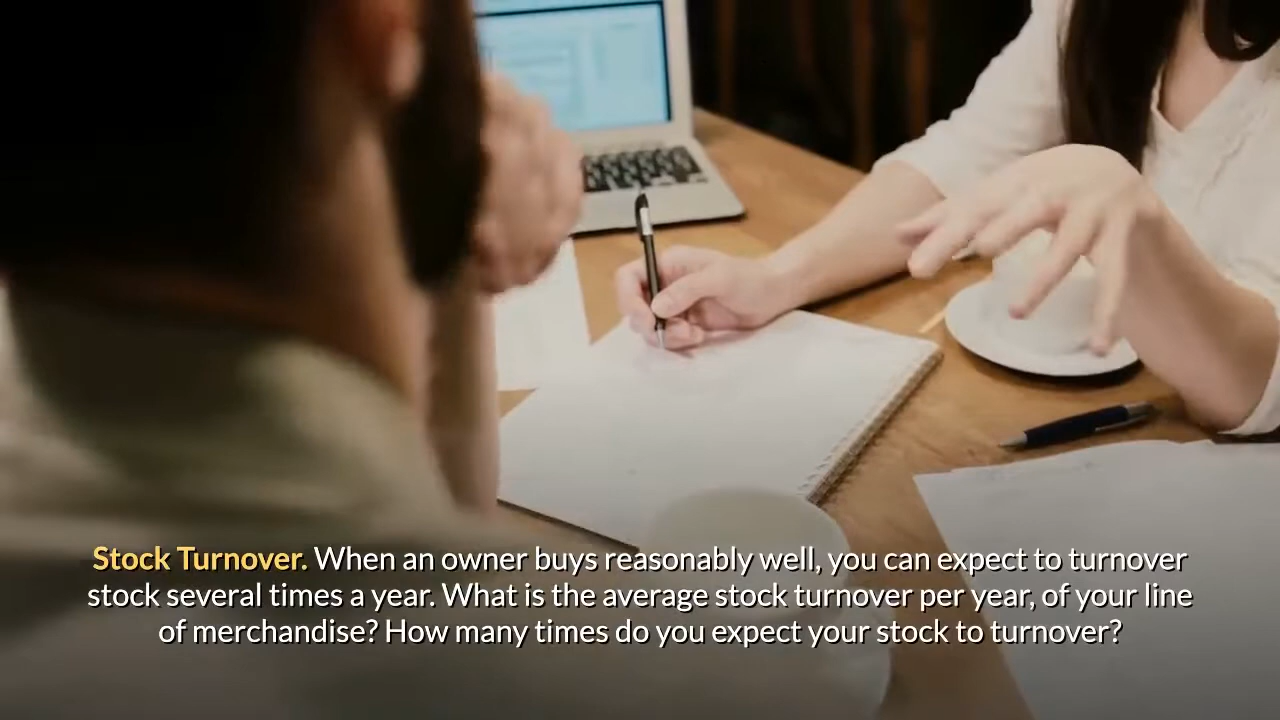 Stock Turnover. When an owner buys reasonably well, you can expect to turnover
stock several times a year. What is the average stock turnover per year, of your line
of merchandise? How many times do you expect your stock to turnover?